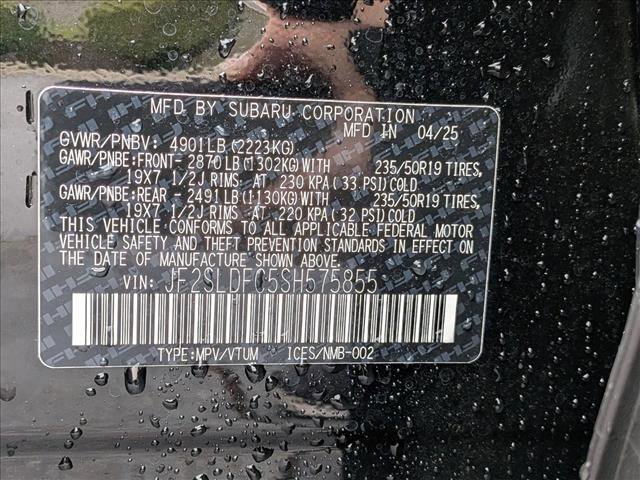 MFD BY SUBARU CORPORATION
MFD IN 04/25
GVWR/PNBV: 4901LB(2223KG)
GAWR/PNBE:FRONT- 2870LB(1302KG)WITH 235/50R19 TIRES,
19X7 1/2J RIMS, AT 230 KPA(33 PSI)COLD
GAWR/PNBE:REAR - 2491LB(1130KG)WITH 235/50R19 TIRES,
19X7 1/2J RIMS, AT 220 KPA(32 PSI)COLD
THIS VEHICLE CONFORMS TO ALL APPLICABLE FEDERAL MOTOR
VEHICLE SAFETY AND THEFT PREVENTION STANDARDS IN EFFECT
ON THE DATE OF MANUFACTURE SHOWN ABOVE.
VIN: JF2SLDFC5SH575855
TYPE:MPV/VTUM ICES/NMB-002